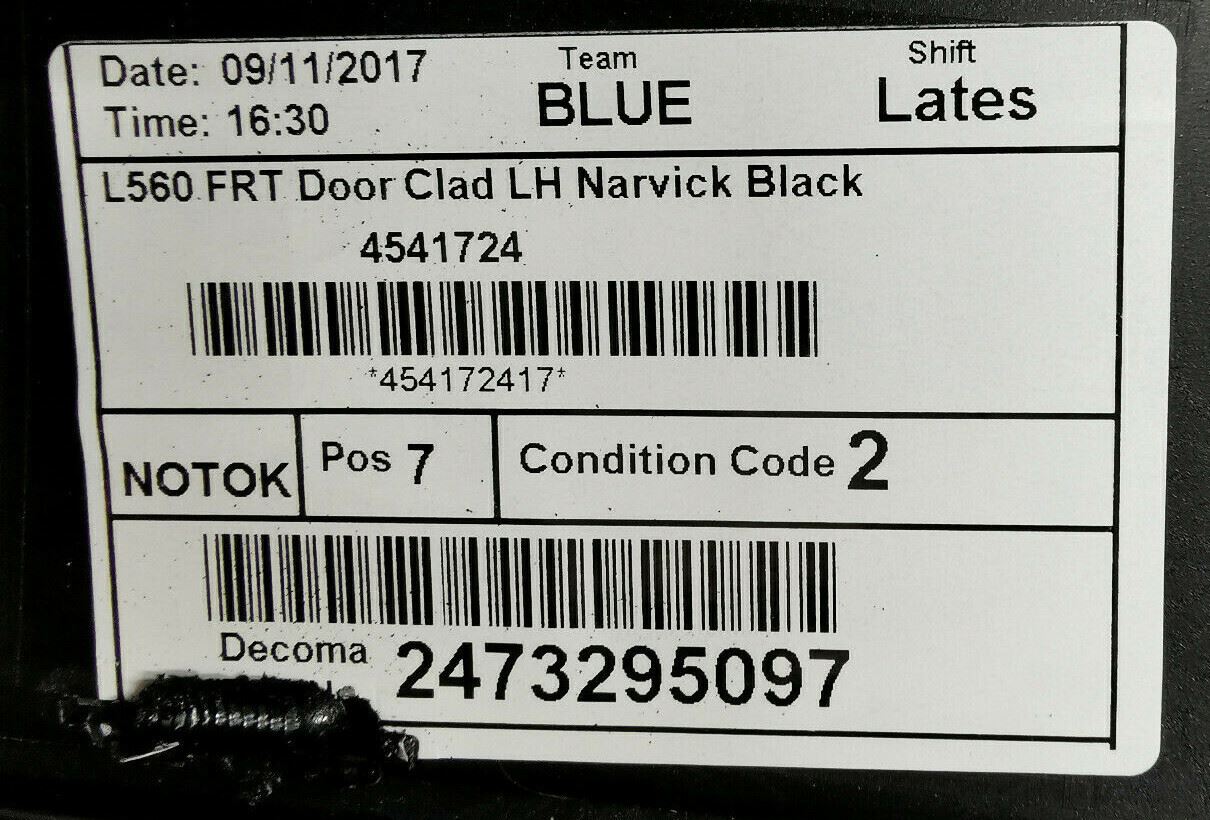 Date: 09/11/2017
Time: 16:30
Team
BLUE
Shift
Lates
L560 FRT Door Clad LH Narvick Black
4541724
*454172417*
NOTOK
Pos 7
Condition Code 2
Decoma
2473295097